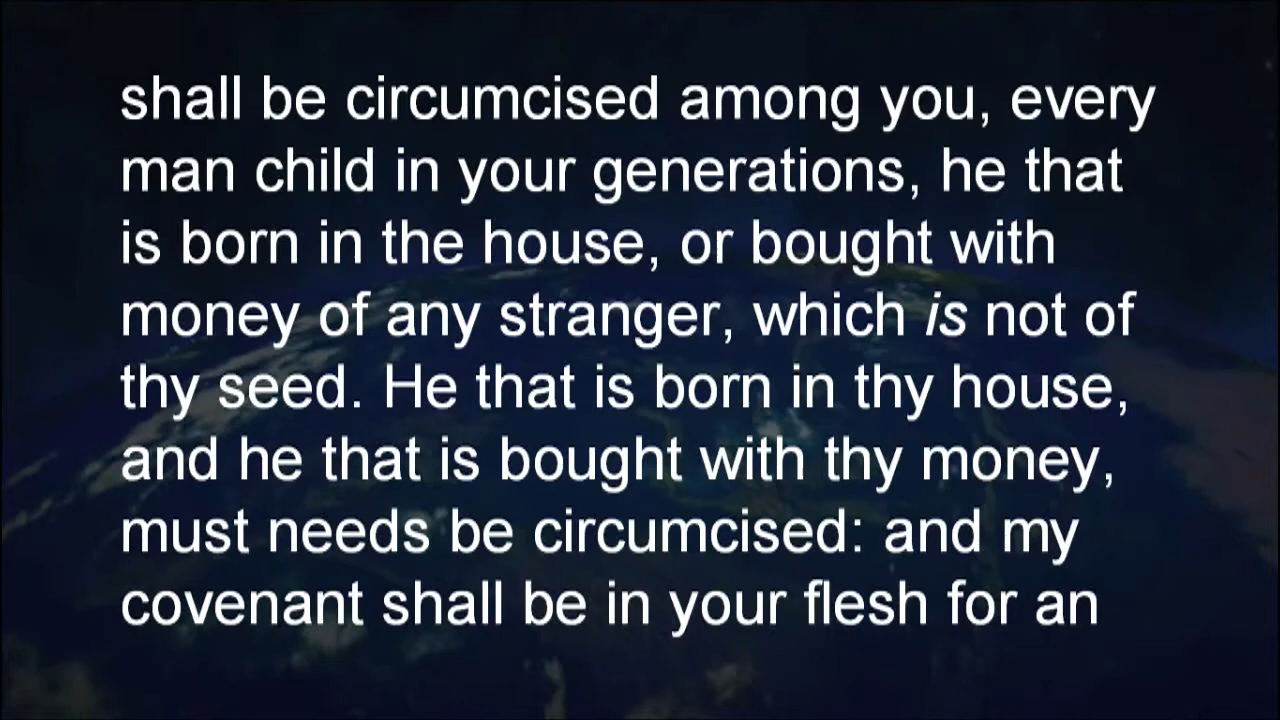 shall be circumcised among you, every
man child in your generations, he that
is born in the house, or bought with
money of any stranger, which is not of
thy seed. He that is born in thy house,
and he that is bought with thy money,
must needs be circumcised: and my
covenant shall be in your flesh for an